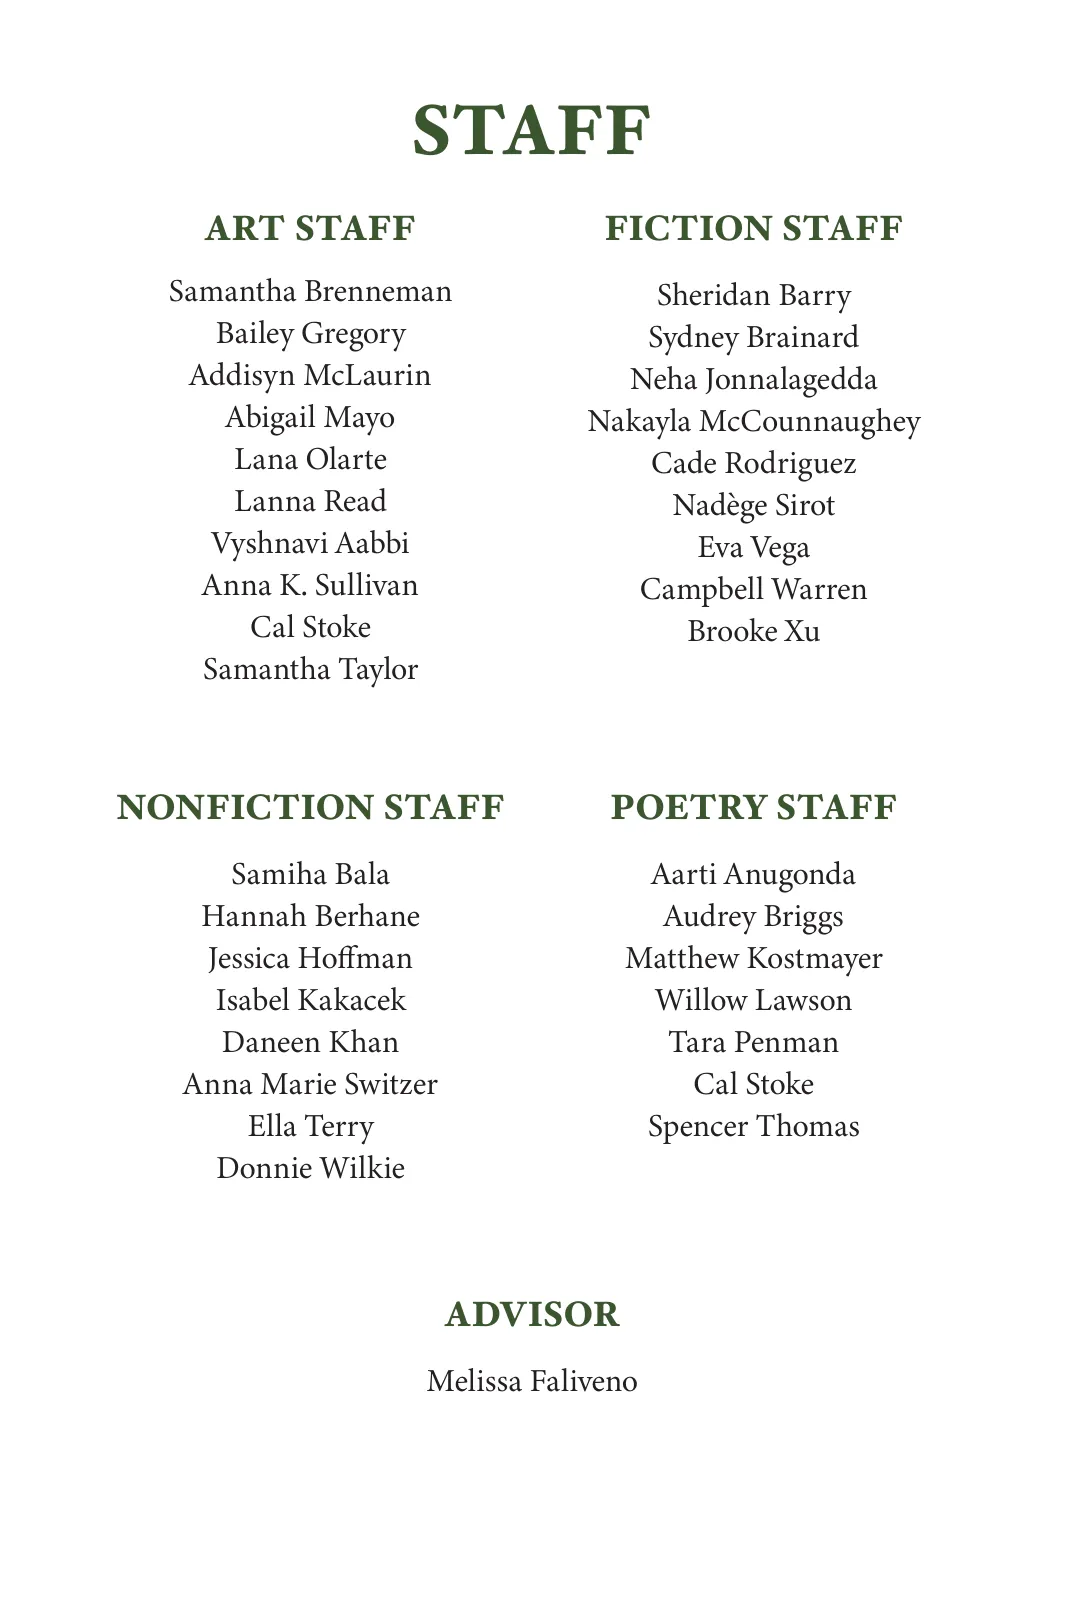 STAFF
ART STAFF
Samantha Brenneman
Bailey Gregory
Addisyn McLaurin
Abigail Mayo
Lana Olarte
Lanna Read
Vyshnavi Aabbi
Anna K. Sullivan
Cal Stoke
Samantha Taylor
FICTION STAFF
Sheridan Barry
Sydney Brainard
Neha Jonnalagedda
Nakayla McCounnaughey
Cade Rodriguez
Nadège Sirot
Eva Vega
Campbell Warren
Brooke Xu
NONFICTION STAFF
Samiha Bala
Hannah Berhane
Jessica Hoffman
Isabel Kakacek
Daneen Khan
Anna Marie Switzer
Ella Terry
Donnie Wilkie
POETRY STAFF
Aarti Anugonda
Audrey Briggs
Matthew Kostmayer
Willow Lawson
Tara Penman
Cal Stoke
Spencer Thomas
ADVISOR
Melissa Faliveno